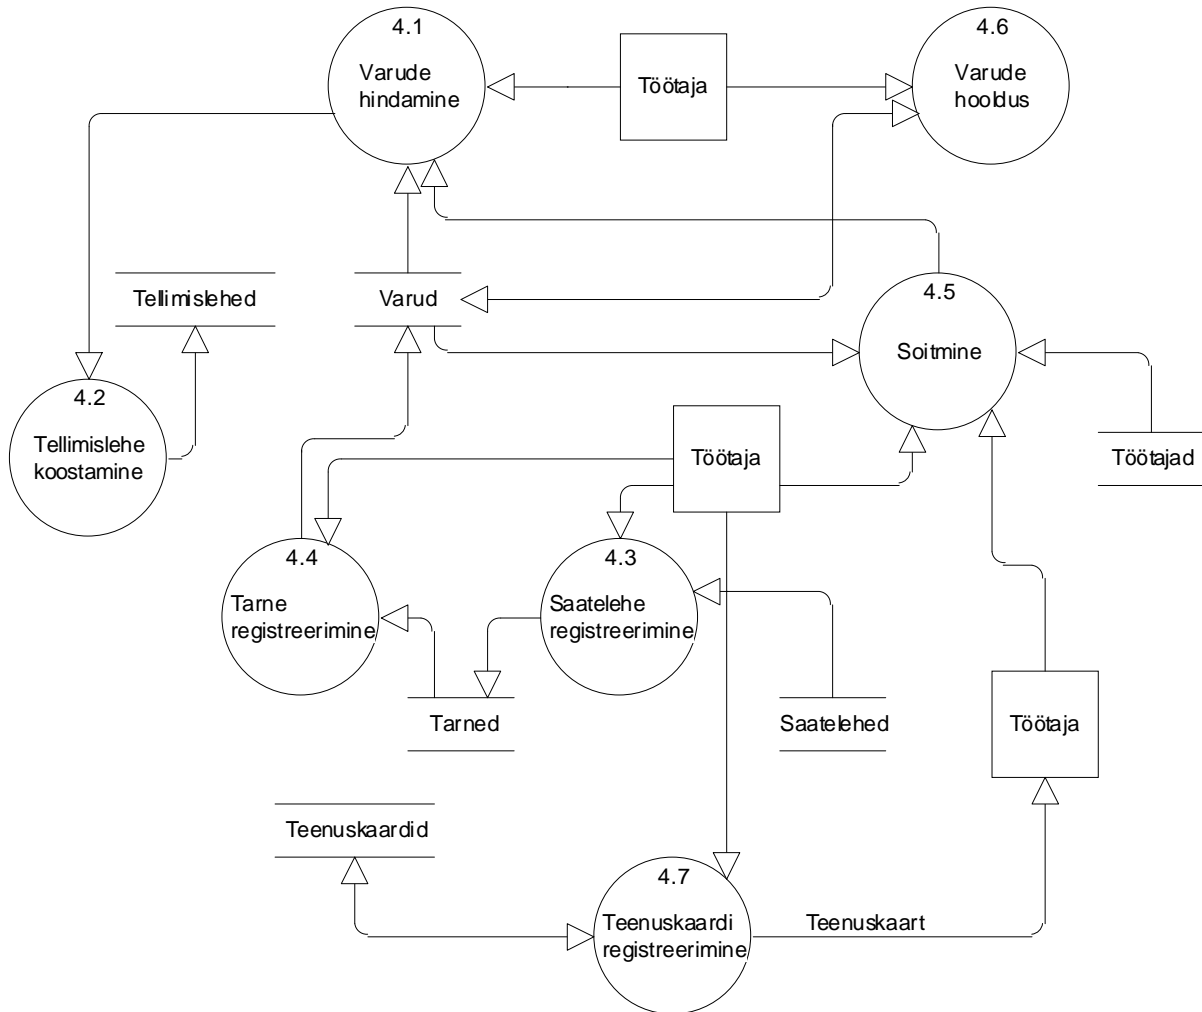 4.1
Varude
hindamine
Töötaja
4.6
Varude
hooldus
Tellimislehed
Varud
4.5
Soitmine
4.2
Tellimislehe
koostamine
Töötaja
Töötajad
4.4
Tarne
registreerimine
4.3
Saatelehe
registreerimine
Tarned
Saatelehed
Töötaja
Teenuskaardid
4.7
Teenuskaardi
registreerimine
Teenuskaart